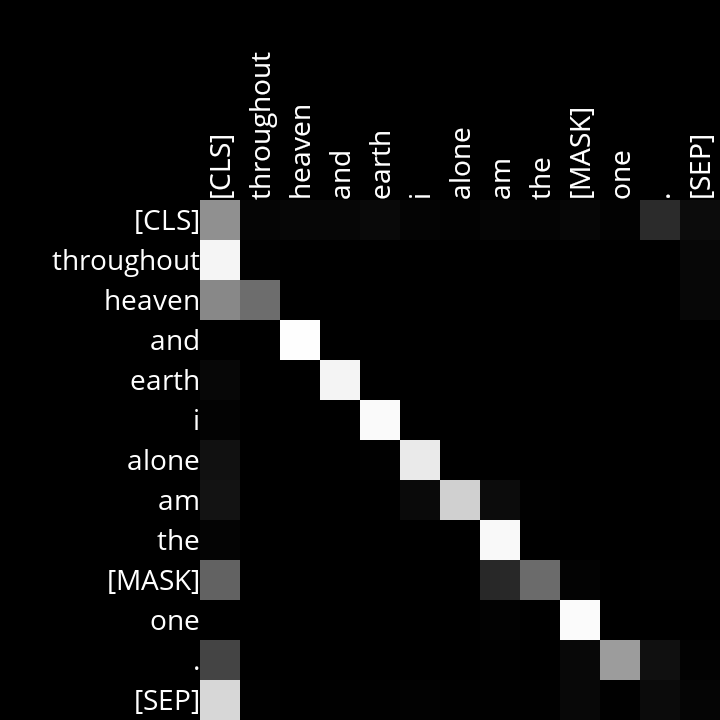 [CLS] throughout heaven and earth i alone am the [MASK] one . [SEP]
[CLS]
throughout
heaven
and
earth
i
alone
am
the
[MASK]
one
.
[SEP]